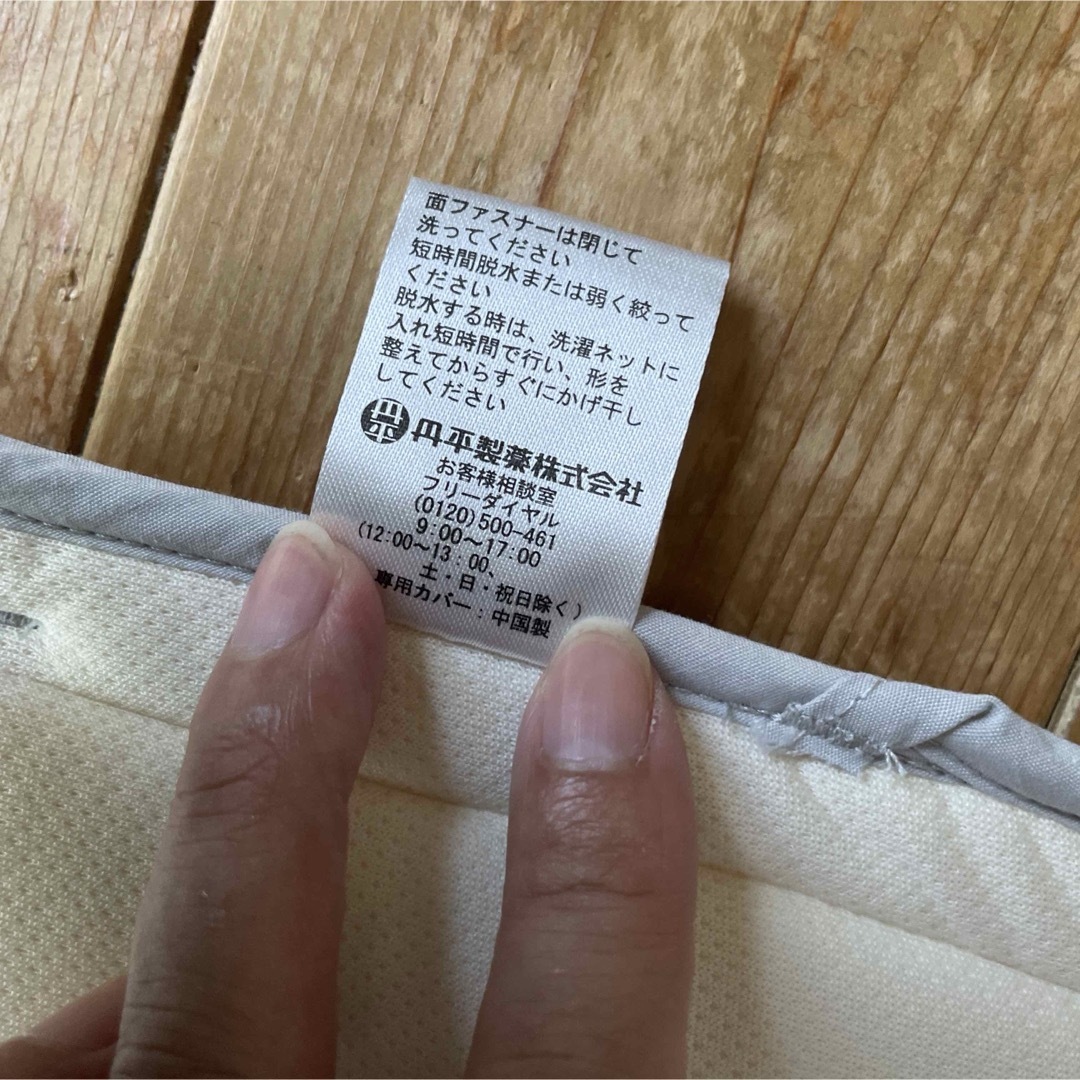 面ファスナーは閉じて
洗ってください
短時間脱水または弱く絞って
ください
脱水する時は、洗濯ネットに
入れ短時間で行い、形を
整えてからすぐにかげ干し
してください
丹平 丹平製薬株式会社
お客様相談室
フリーダイヤル
(0120)500-461
9:00〜17:00
(12:00〜13:00、
土・日・祝日除く)
専用カバー:中国製